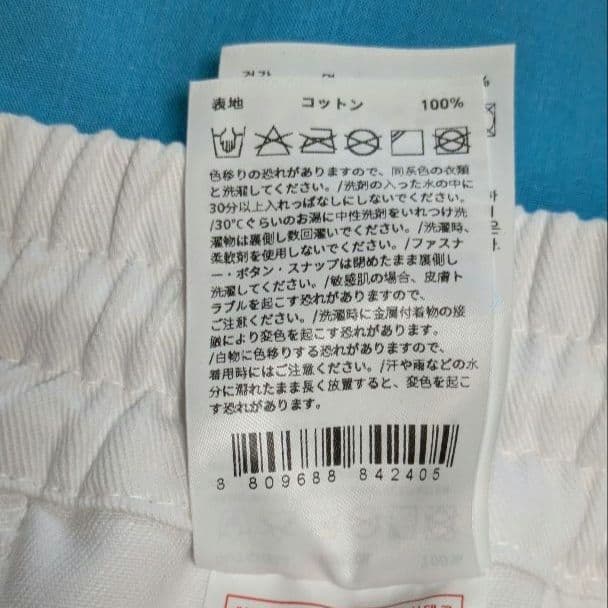 表地 コットン 100%
色移りの恐れがありますので、同系色の衣類
と洗濯してください。/洗剤の入った水の中に
30分以上入れっぱなしにしないでください。
/30℃ぐらいのお湯に中性洗剤をいれつけ洗
濯物は裏側し数回濯いでください。/洗濯時、
柔軟剤を使用しないでください。/ファスナ
ー・ボタン・スナップは閉めたまま裏側し
洗濯してください。/敏感肌の場合、皮膚ト
ラブルを起こす恐れがありますので、
ご注意ください。/洗濯時に金属付着物の接
触により変色を起こす恐れがあります。
/白物に色移りする恐れがありますので、
着用時にはご注意ください。/汗や雨などの水
分に濡れたまま長く放置すると、変色を起こ
す恐れがあります。
3 809688 842405